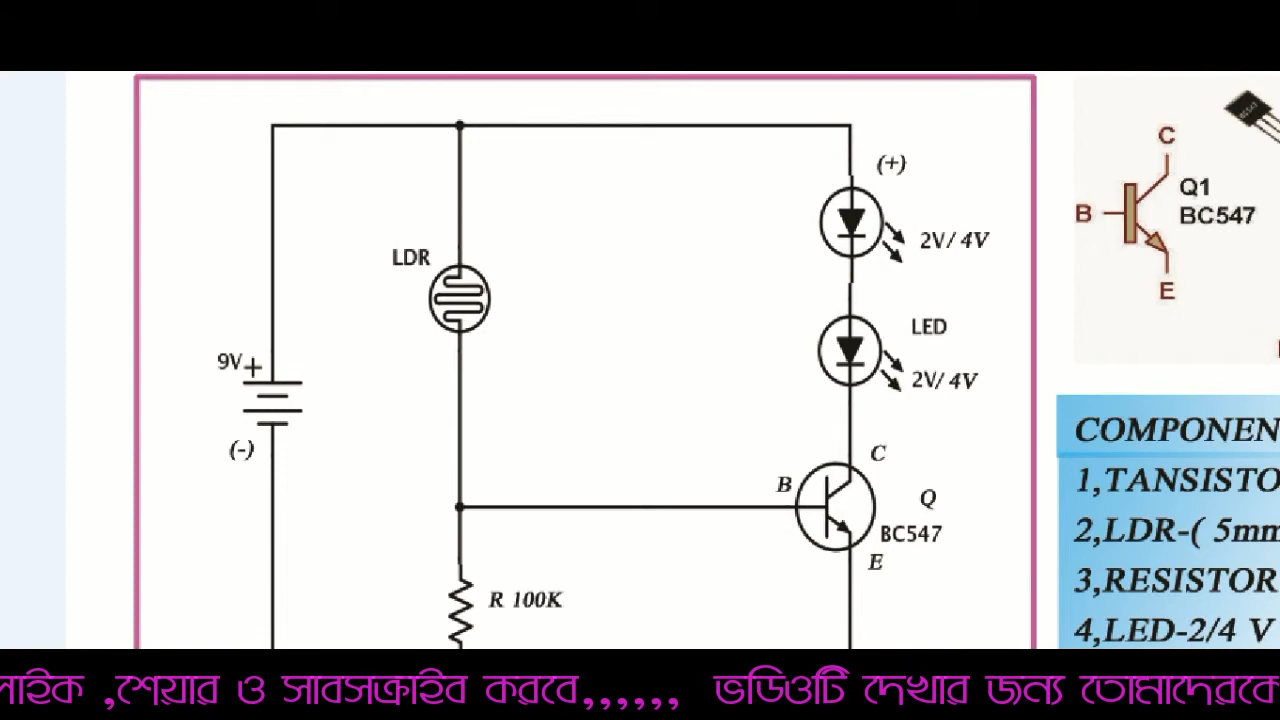 (+)
2V/ 4V
LDR
LED
2V/ 4V
9V+
(-)
C
B
Q
BC547
E
R 100K
C
B
Q1
BC547
E
COMPONEN
1,TANSISTO
2,LDR-( 5mm
3,RESISTOR
4,LED-2/4 V
লাইক ,শেয়ার ও সাবসক্রাইব করবে,,,,,, ভিডিওটি দেখার জন্য তোমাদেরকে